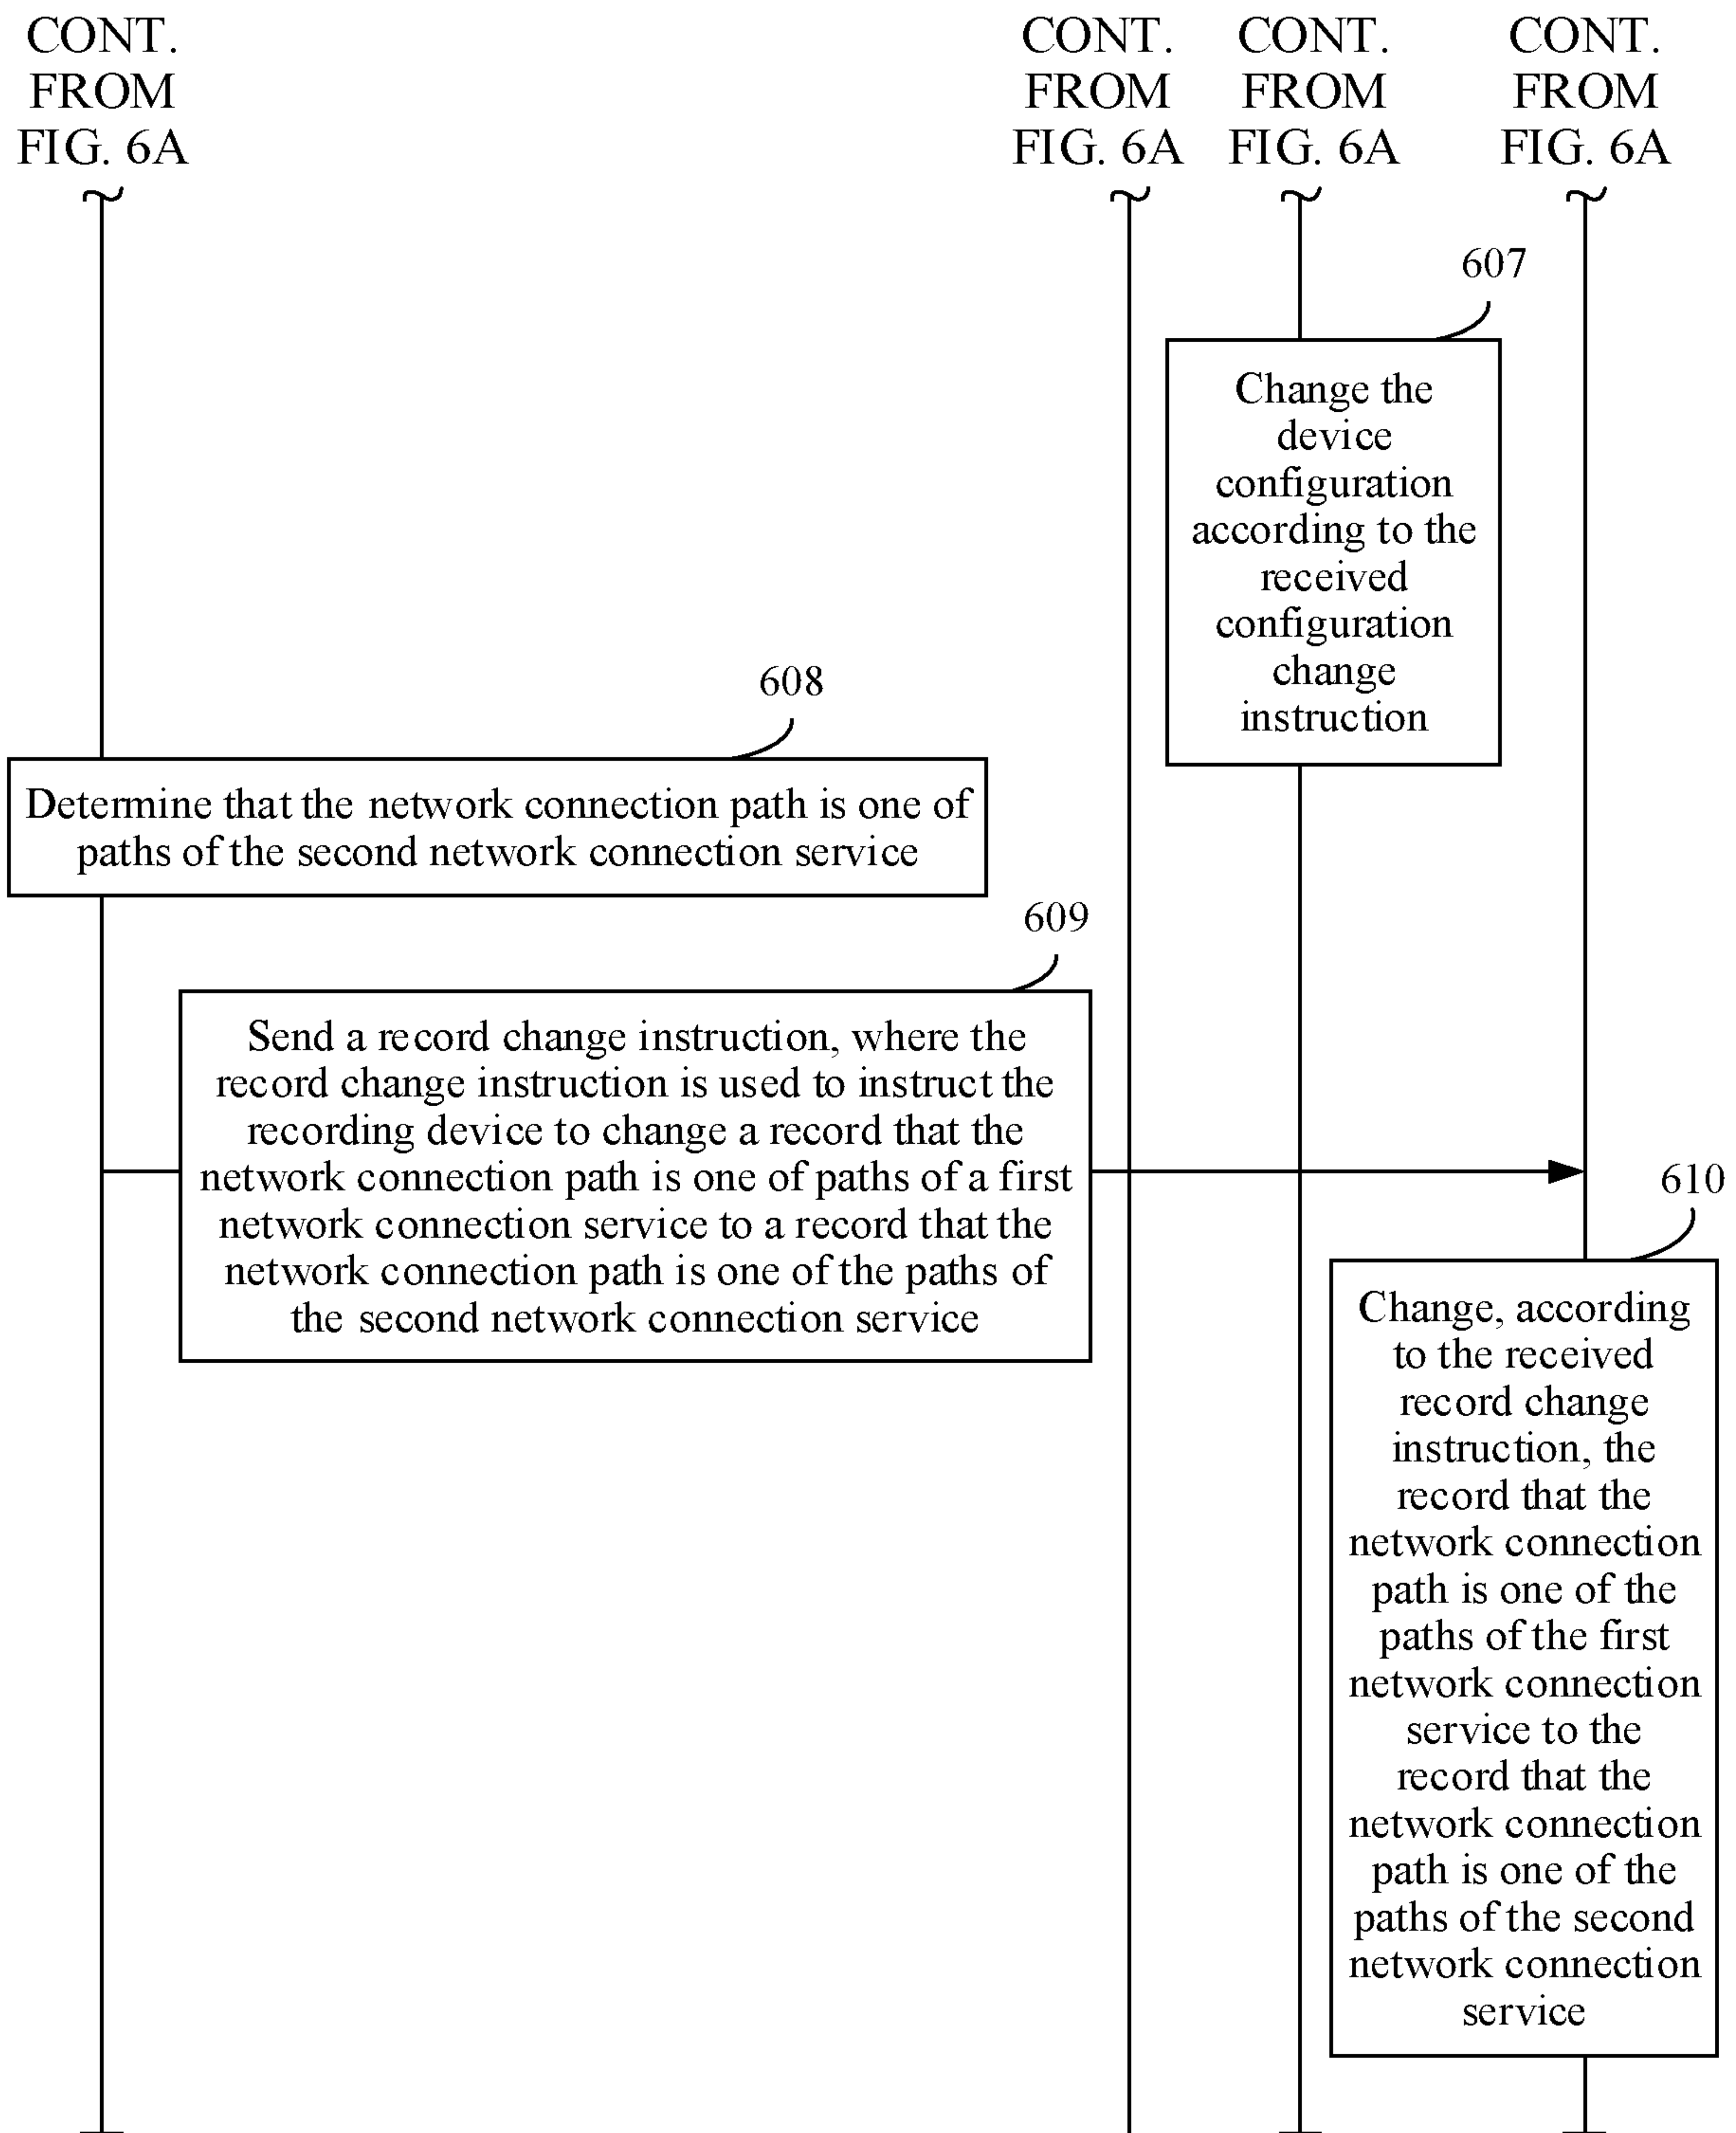 CONT.
FROM
FIG. 6A
CONT.
FROM
FIG. 6A
CONT.
FROM
FIG. 6A
CONT.
FROM
FIG. 6A
607
Change the
device
configuration
according to the
received
configuration
change
instruction
608
Determine that the network connection path is one of
paths of the second network connection service
609
Send a record change instruction, where the
record change instruction is used to instruct the
recording device to change a record that the
network connection path is one of paths of a first
network connection service to a record that the
network connection path is one of the paths of
the second network connection service
610
Change, according
to the received
record change
instruction, the
record that the
network connection
path is one of the
paths of the first
network connection
service to the
record that the
network connection
path is one of the
paths of the second
network connection
service